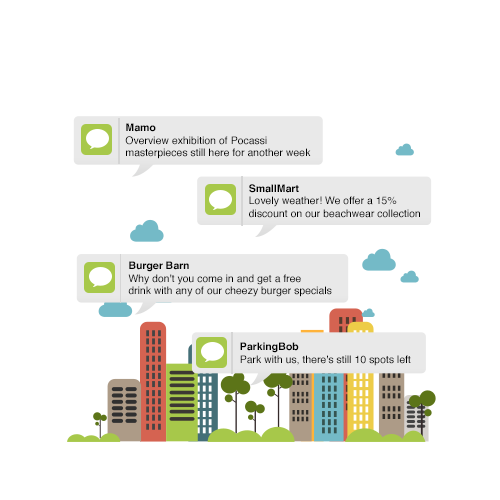 Mamo
Overview exhibition of Pocassi
masterpieces still here for another week
SmallMart
Lovely weather! We offer a 15%
discount on our beachwear collection
Burger Barn
Why don't you come in and get a free
drink with any of our cheezy burger specials
ParkingBob
Park with us, there's still 10 spots left